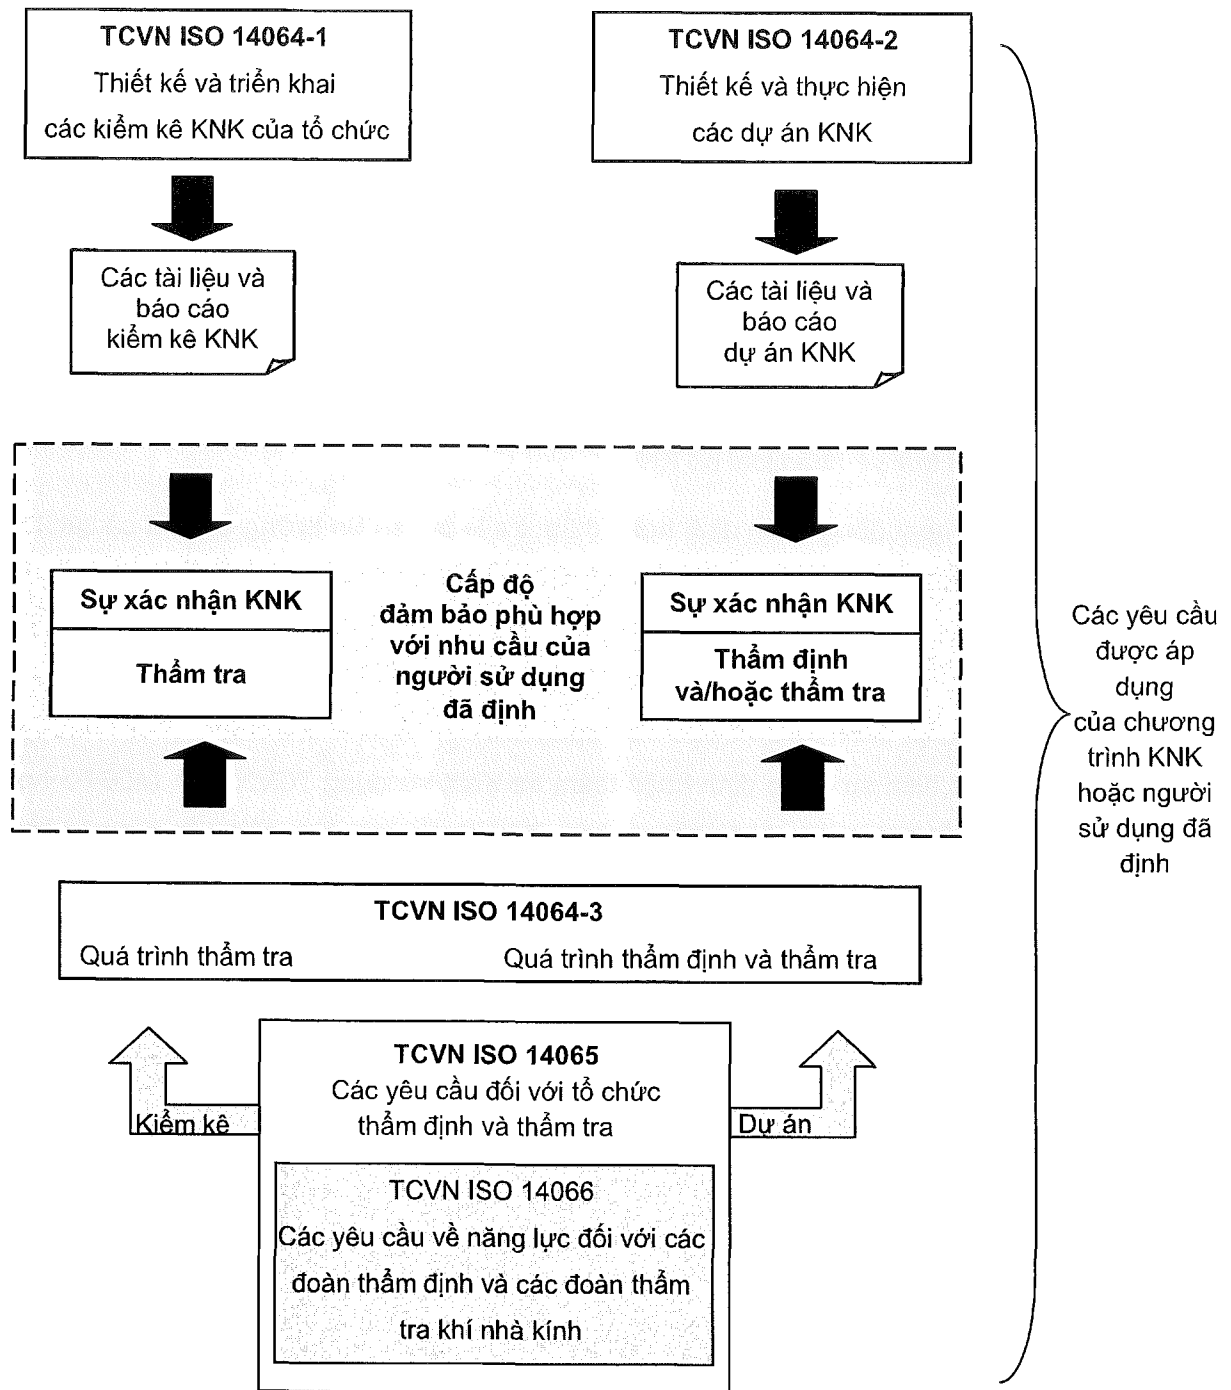 TCVN ISO 14064-1
Thiết kế và triển khai
các kiểm kê KNK của tổ chức
TCVN ISO 14064-2
Thiết kế và thực hiện
các dự án KNK
Các tài liệu và
báo cáo
kiểm kê KNK
Các tài liệu và
báo cáo
dự án KNK
Sự xác nhận KNK
Thẩm tra
Cấp độ
đảm bảo phù hợp
với nhu cầu của
người sử dụng
đã định
Sự xác nhận KNK
Thẩm định
và/hoặc thẩm tra
Các yêu cầu
được áp
dụng
của chương
trình KNK
hoặc người
sử dụng đã
định
TCVN ISO 14064-3
Quá trình thẩm tra
Quá trình thẩm định và thẩm tra
Kiểm kê
TCVN ISO 14065
Các yêu cầu đối với tổ chức
thẩm định và thẩm tra
Dự án
TCVN ISO 14066
Các yêu cầu về năng lực đối với các
đoàn thẩm định và các đoàn thẩm
tra khí nhà kính